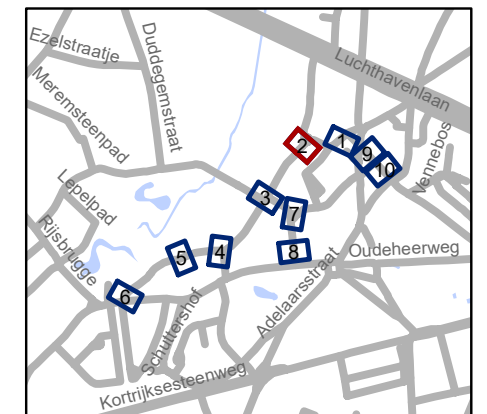 Ezelstraatje
Duddegemstraat
Luchthavenlaan
Meremsteenpad
Vennebos
1
2
9
10
Lepelpad
3
7
Rijsbrugge
5
4
8
Oudeheerweg
6
Adelaarsstraat
Schuttershof
Kortrijksesteenweg